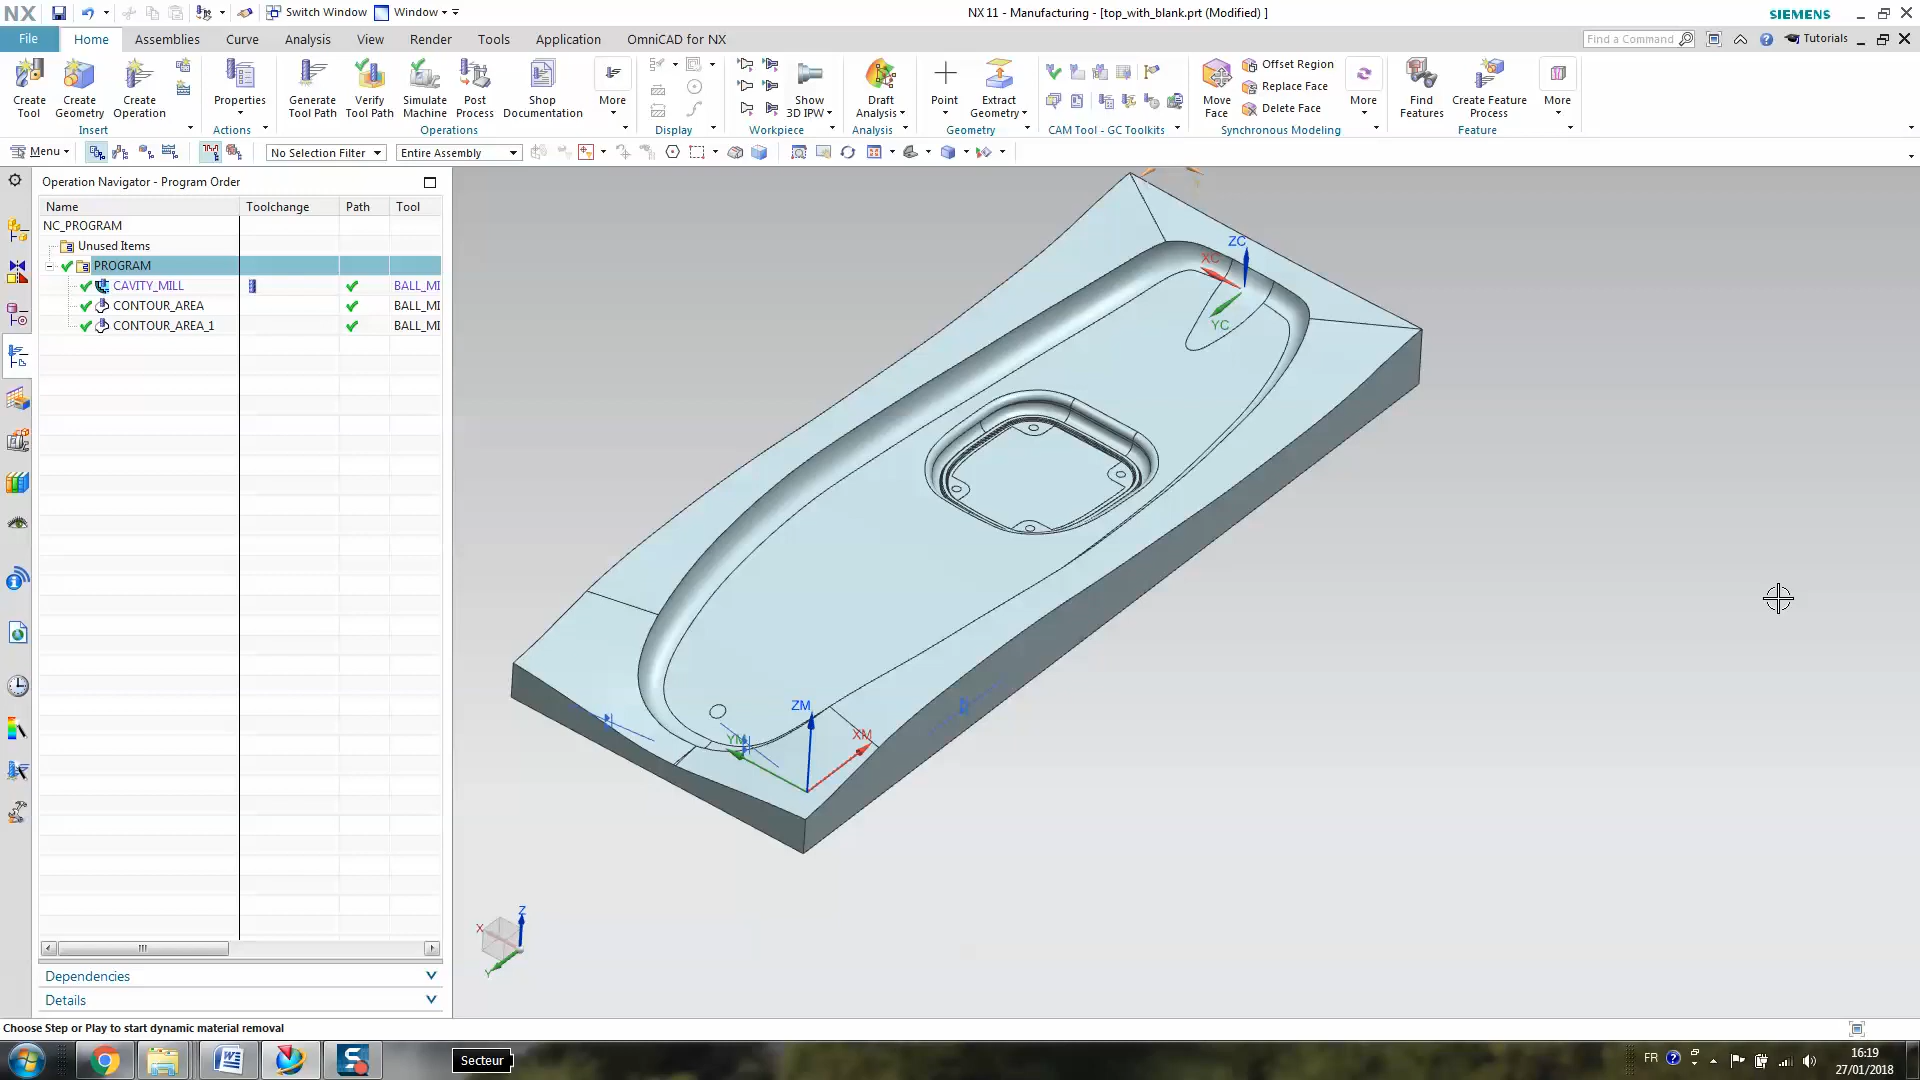 NX Switch Window Window NX 11 - Manufacturing - [top_with_blank.prt (Modified) ] SIEMENS
File Home Assemblies Curve Analysis View Render Tools Application OmniCAD for NX Find a Command Tutorials
Create Tool
Create Geometry
Create Operation
Insert
Properties
Actions
Generate Tool Path
Verify Tool Path
Simulate Machine
Post Process
Shop Documentation
More
Operations
Display
Show 3D IPW
Workpiece
Draft Analysis
Analysis
Point
Extract Geometry
Geometry
CAM Tool - GC Toolkits
Move Face
Offset Region
Replace Face
Delete Face
More
Synchronous Modeling
Find Features
Create Feature Process
More
Feature
Menu No Selection Filter Entire Assembly
Operation Navigator - Program Order
Name Toolchange Path Tool
NC_PROGRAM
Unused Items
PROGRAM
CAVITY_MILL BALL_MI
CONTOUR_AREA BALL_MI
CONTOUR_AREA_1 BALL_MI
ZC
XC
YC
ZM
YM
XM
Z
X
Y
Dependencies
Details
Choose Step or Play to start dynamic material removal
Secteur
FR
16:19
27/01/2018